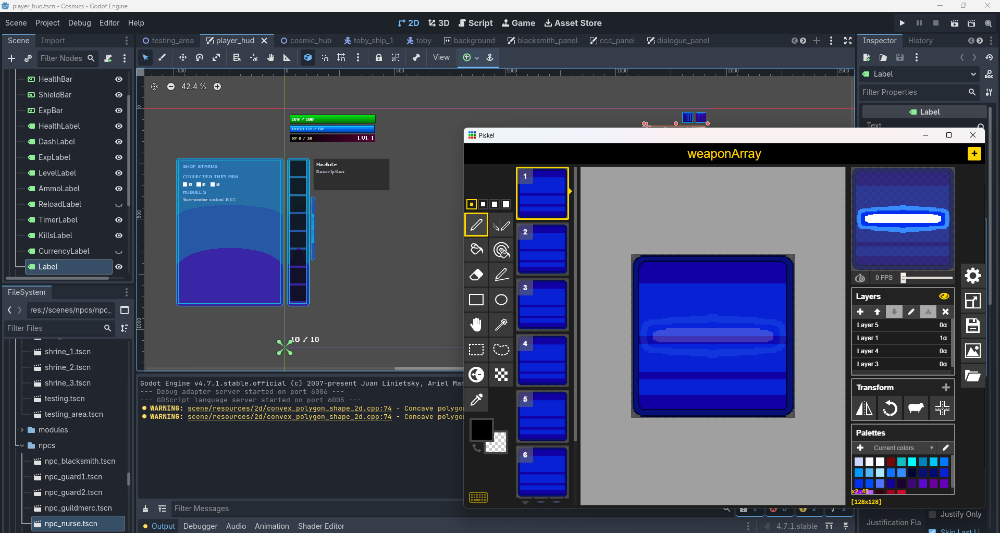 player_hud.tscn - Cosmics - Godot Engine
Scene Project Debug Editor Help
2D 3D Script Game Asset Store
Scene Import
testing_area player_hud cosmic_hub toby_ship_1 toby background blacksmith_panel ccc_panel dialogue_panel
Inspector History
Filter Nodes
View
-500 0 500 1000 1500 2000 2500
42.4 %
HealthBar
ShieldBar
ExpBar
HealthLabel
DashLabel
ExpLabel
LevelLabel
AmmoLabel
ReloadLabel
TimerLabel
KillsLabel
CurrencyLabel
Label
Label
Filter Properties
Label
Text
0
500
1000
100 / 100
DASH 60 / 60
XP 0 / 30 LVL 1
SHIP STATUS
COLLECTED THIS RUN
0 0 0
MODULES
Surrender value: 0 CC
Module
Description
18 / 18
FileSystem
res://scenes/npcs/npc_
Filter Files
shrine_1.tscn
shrine_2.tscn
shrine_3.tscn
testing.tscn
testing_area.tscn
modules
npcs
npc_blacksmith.tscn
npc_guard1.tscn
npc_guard2.tscn
npc_guildmerc.tscn
npc_nurse.tscn
Godot Engine v4.7.1.stable.official (c) 2007-present Juan Linietsky, Ariel Mar
--- Debug adapter server started on port 6006 ---
--- GDScript language server started on port 6005 ---
WARNING: scene/resources/2d/convex_polygon_shape_2d.cpp:74 - Concave polygo
WARNING: scene/resources/2d/convex_polygon_shape_2d.cpp:74 - Concave polygo
Filter Messages
1 0 2 2
Output Debugger Audio Animation Shader Editor
4.7.1.stable
Piskel
weaponArray
1
2
3
4
5
6
0 FPS
Layers
Layer 5 0α
Layer 1 1α
Layer 4 0α
Layer 3 0α
Transform
Palettes
Current colors
x2.45
[128x128]
Justify Only
Justification Fla
Skip Last Li